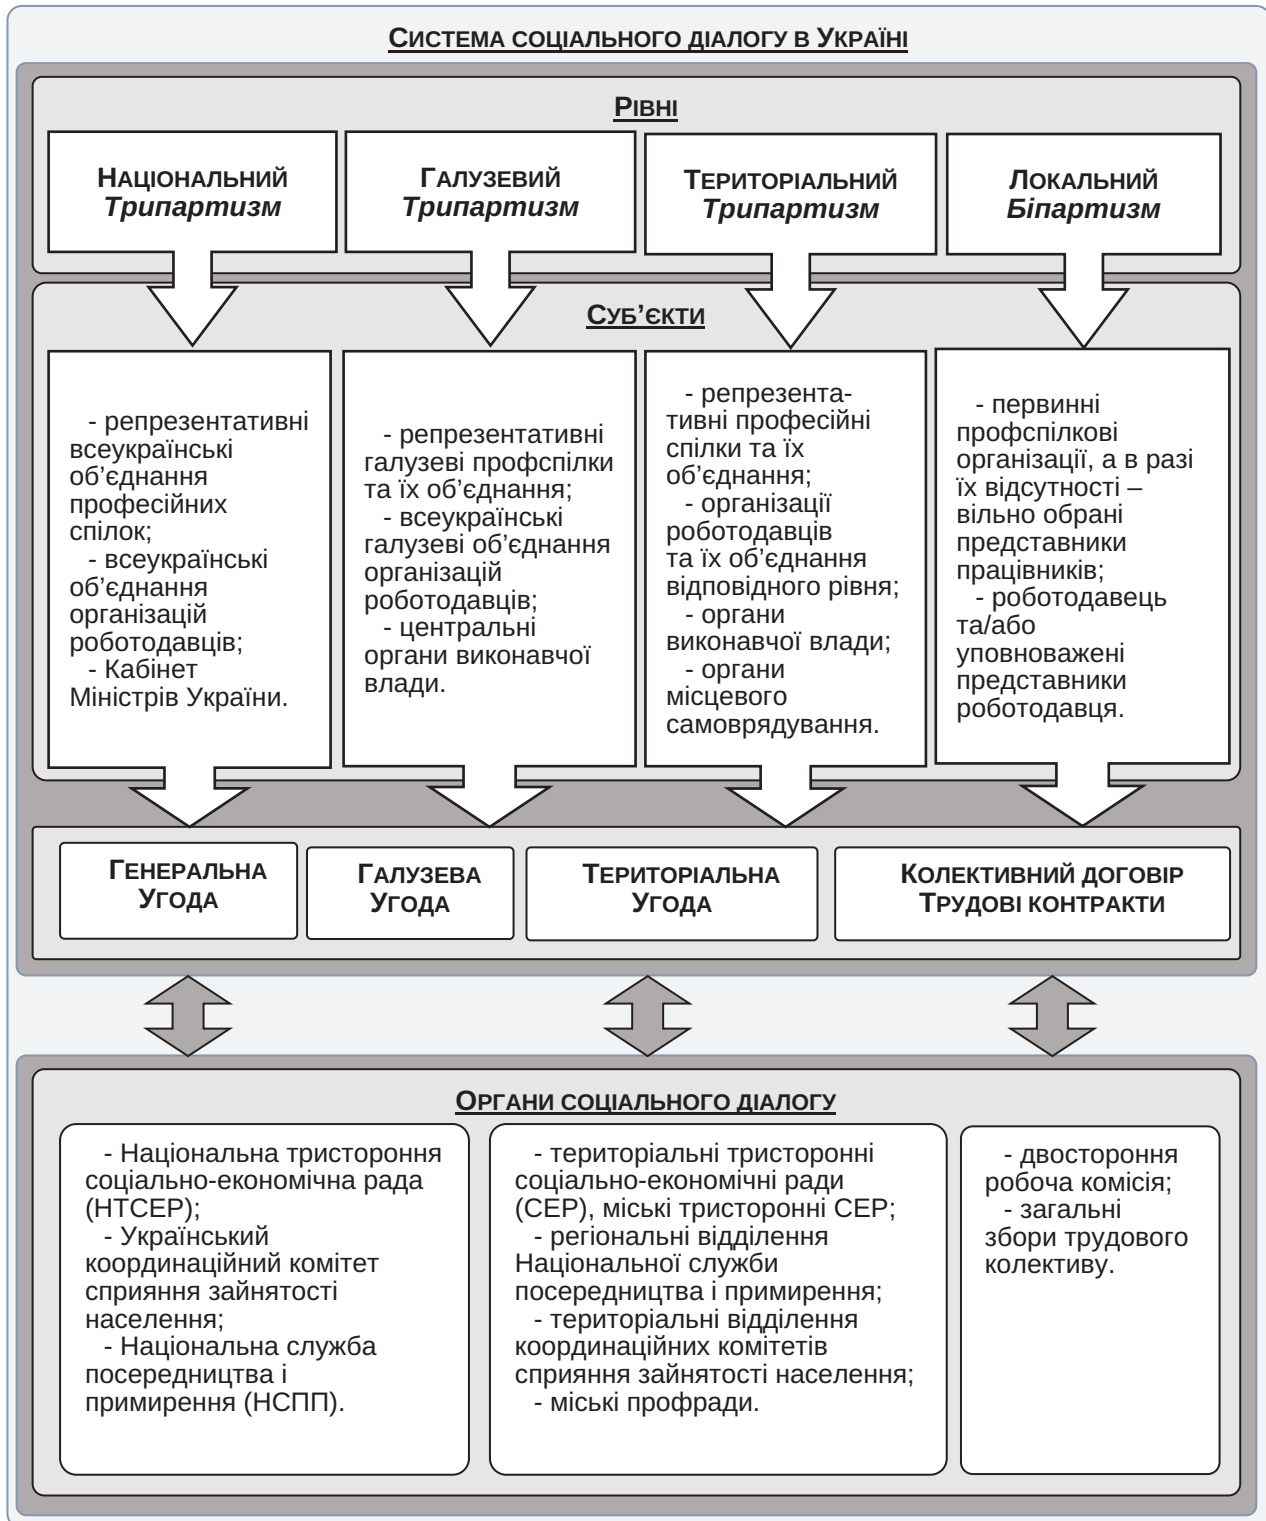 СИСТЕМА СОЦІАЛЬНОГО ДІАЛОГУ В УКРАЇНІ
РІВНІ
НАЦІОНАЛЬНИЙ
Трипартизм
ГАЛУЗЕВИЙ
Трипартизм
ТЕРИТОРІАЛЬНИЙ
Трипартизм
ЛОКАЛЬНИЙ
Біпартизм
СУБ’ЄКТИ
- репрезентативні
всеукраїнські
об’єднання
професійних
спілок;
- всеукраїнські
об’єднання
організацій
роботодавців;
- Кабінет
Міністрів України.
- репрезентативні
галузеві профспілки
та їх об’єднання;
- всеукраїнські
галузеві об’єднання
організацій
роботодавців;
- центральні
органи виконавчої
влади.
- репрезента-
тивні професійні
спілки та їх
об’єднання;
- організації
роботодавців
та їх об’єднання
відповідного рівня;
- органи
виконавчої влади;
- органи
місцевого
самоврядування.
- первинні
профспілкові
організації, а в разі
їх відсутності –
вільно обрані
представники
працівників;
- роботодавець
та/або
уповноважені
представники
роботодавця.
ГЕНЕРАЛЬНА
УГОДА
ГАЛУЗЕВА
УГОДА
ТЕРИТОРІАЛЬНА
УГОДА
КОЛЕКТИВНИЙ ДОГОВІР
ТРУДОВІ КОНТРАКТИ
ОРГАНИ СОЦІАЛЬНОГО ДІАЛОГУ
- Національна тристороння
соціально-економічна рада
(НТСЕР);
- Український
координаційний комітет
сприяння зайнятості
населення;
- Національна служба
посередництва і
примирення (НСПП).
- територіальні тристоронні
соціально-економічні ради
(СЕР), міські тристоронні СЕР;
- регіональні відділення
Національної служби
посередництва і примирення;
- територіальні відділення
координаційних комітетів
сприяння зайнятості населення;
- міські профради.
- двостороння
робоча комісія;
- загальні
збори трудового
колективу.